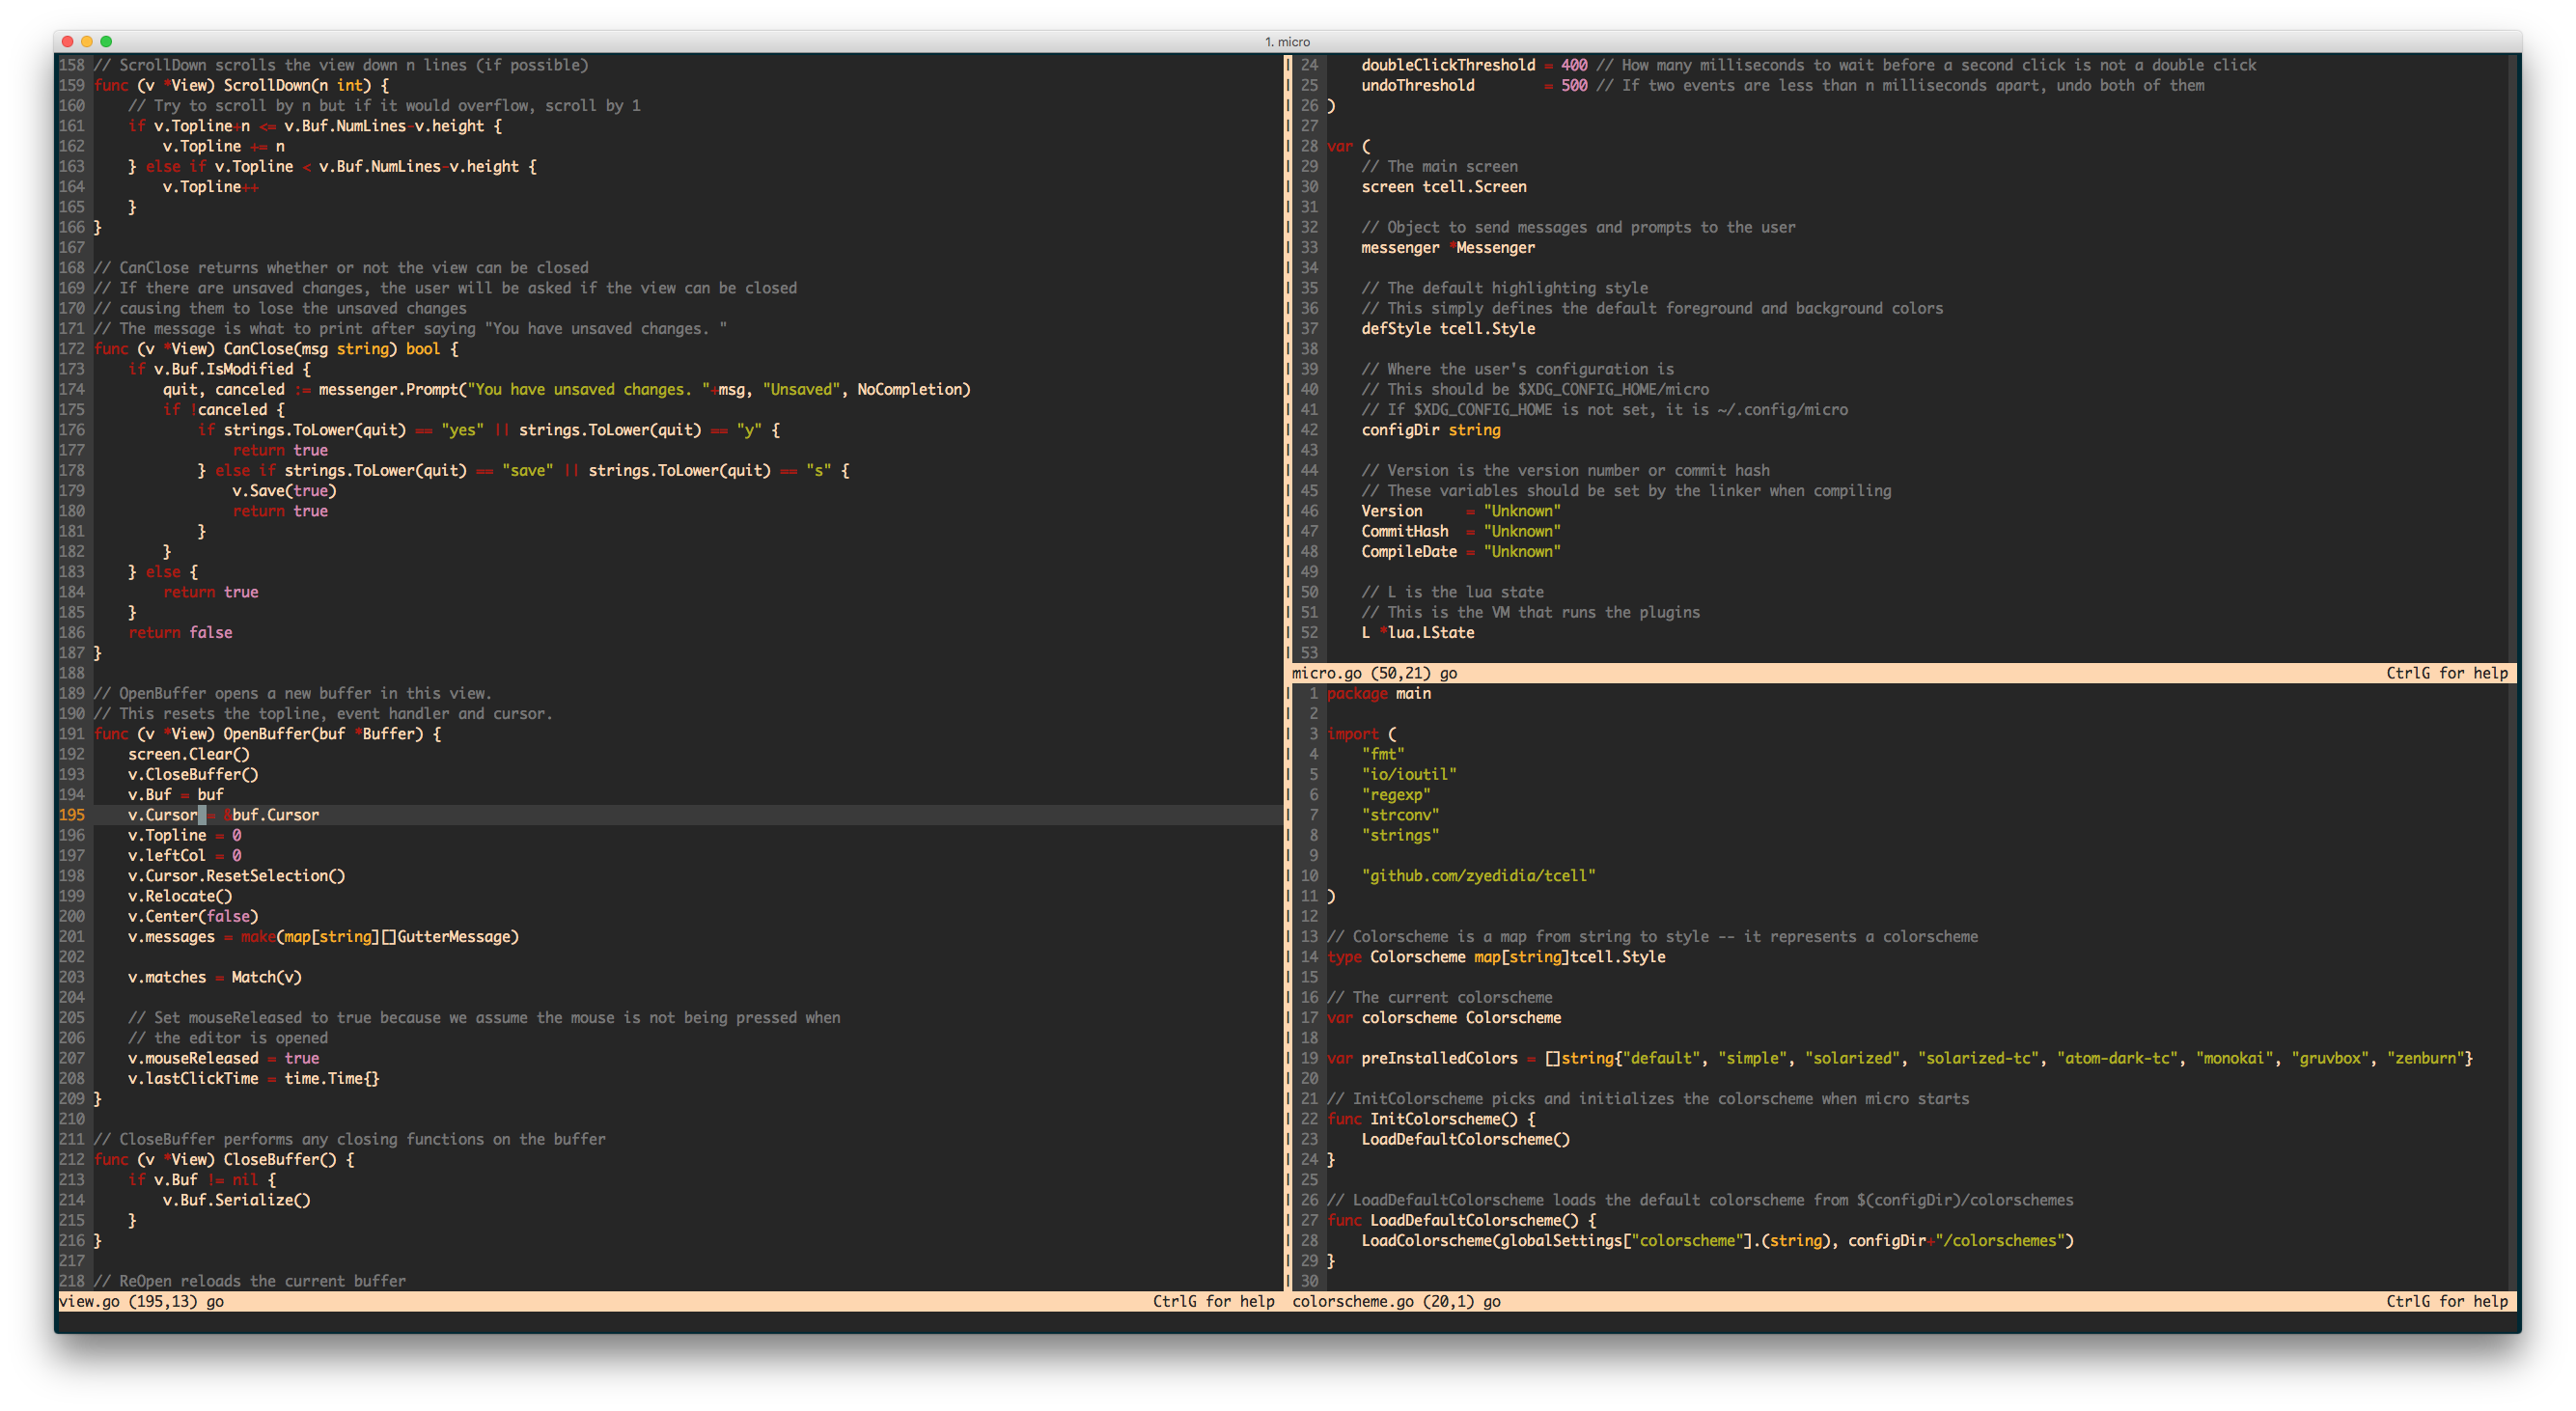 1. micro
158 // ScrollDown scrolls the view down n lines (if possible)
159 func (v *View) ScrollDown(n int) {
160     // Try to scroll by n but if it would overflow, scroll by 1
161     if v.Topline+n <= v.Buf.NumLines-v.height {
162         v.Topline += n
163     } else if v.Topline < v.Buf.NumLines-v.height {
164         v.Topline++
165     }
166 }
167
168 // CanClose returns whether or not the view can be closed
169 // If there are unsaved changes, the user will be asked if the view can be closed
170 // causing them to lose the unsaved changes
171 // The message is what to print after saying "You have unsaved changes. "
172 func (v *View) CanClose(msg string) bool {
173     if v.Buf.IsModified {
174         quit, canceled := messenger.Prompt("You have unsaved changes. "+msg, "Unsaved", NoCompletion)
175         if !canceled {
176             if strings.ToLower(quit) == "yes" || strings.ToLower(quit) == "y" {
177                 return true
178             } else if strings.ToLower(quit) == "save" || strings.ToLower(quit) == "s" {
179                 v.Save(true)
180                 return true
181             }
182         }
183     } else {
184         return true
185     }
186     return false
187 }
188
189 // OpenBuffer opens a new buffer in this view.
190 // This resets the topline, event handler and cursor.
191 func (v *View) OpenBuffer(buf *Buffer) {
192     screen.Clear()
193     v.CloseBuffer()
194     v.Buf = buf
195     v.Cursor = &buf.Cursor
196     v.Topline = 0
197     v.leftCol = 0
198     v.Cursor.ResetSelection()
199     v.Relocate()
200     v.Center(false)
201     v.messages = make(map[string][]GutterMessage)
202
203     v.matches = Match(v)
204
205     // Set mouseReleased to true because we assume the mouse is not being pressed when
206     // the editor is opened
207     v.mouseReleased = true
208     v.lastClickTime = time.Time{}
209 }
210
211 // CloseBuffer performs any closing functions on the buffer
212 func (v *View) CloseBuffer() {
213     if v.Buf != nil {
214         v.Buf.Serialize()
215     }
216 }
217
218 // ReOpen reloads the current buffer
view.go (195,13) go CtrlG for help
24     doubleClickThreshold = 400 // How many milliseconds to wait before a second click is not a double click
25     undoThreshold        = 500 // If two events are less than n milliseconds apart, undo both of them
26 )
27
28 var (
29     // The main screen
30     screen tcell.Screen
31
32     // Object to send messages and prompts to the user
33     messenger *Messenger
34
35     // The default highlighting style
36     // This simply defines the default foreground and background colors
37     defStyle tcell.Style
38
39     // Where the user's configuration is
40     // This should be $XDG_CONFIG_HOME/micro
41     // If $XDG_CONFIG_HOME is not set, it is ~/.config/micro
42     configDir string
43
44     // Version is the version number or commit hash
45     // These variables should be set by the linker when compiling
46     Version     = "Unknown"
47     CommitHash  = "Unknown"
48     CompileDate = "Unknown"
49
50     // L is the lua state
51     // This is the VM that runs the plugins
52     L *lua.LState
53
micro.go (50,21) go CtrlG for help
1 package main
2
3 import (
4     "fmt"
5     "io/ioutil"
6     "regexp"
7     "strconv"
8     "strings"
9
10     "github.com/zyedidia/tcell"
11 )
12
13 // Colorscheme is a map from string to style -- it represents a colorscheme
14 type Colorscheme map[string]tcell.Style
15
16 // The current colorscheme
17 var colorscheme Colorscheme
18
19 var preInstalledColors = []string{"default", "simple", "solarized", "solarized-tc", "atom-dark-tc", "monokai", "gruvbox", "zenburn"}
20
21 // InitColorscheme picks and initializes the colorscheme when micro starts
22 func InitColorscheme() {
23     LoadDefaultColorscheme()
24 }
25
26 // LoadDefaultColorscheme loads the default colorscheme from $(configDir)/colorschemes
27 func LoadDefaultColorscheme() {
28     LoadColorscheme(globalSettings["colorscheme"].(string), configDir+"/colorschemes")
29 }
30
colorscheme.go (20,1) go CtrlG for help